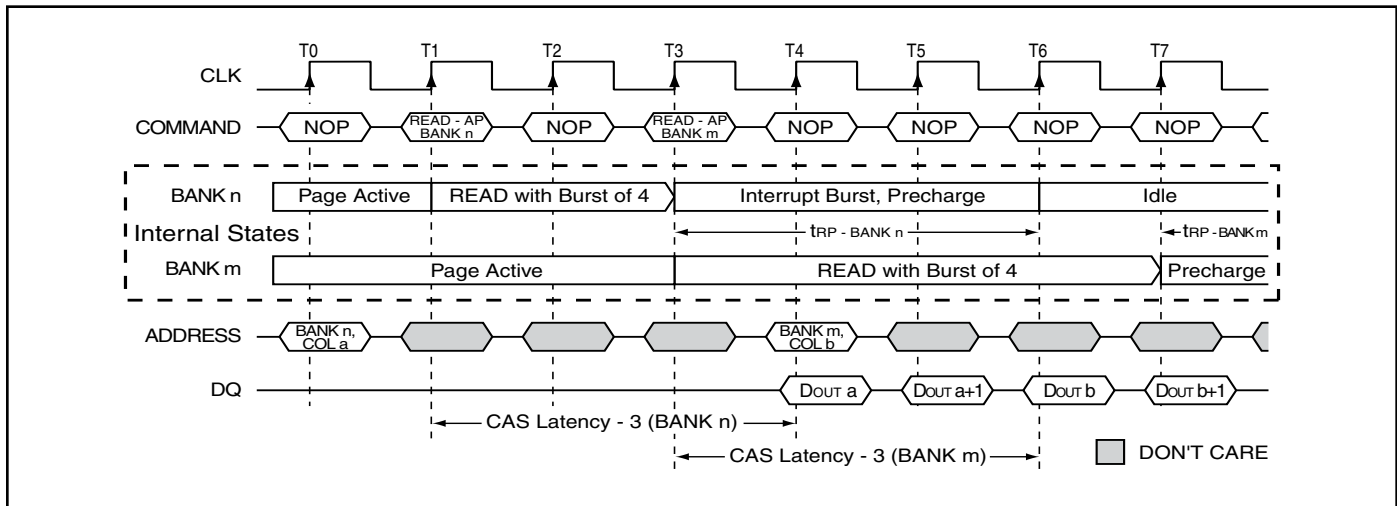 T0 T1 T2 T3 T4 T5 T6 T7
CLK
COMMAND NOP READ - AP BANK n NOP READ - AP BANK m NOP NOP NOP NOP
BANK n Page Active READ with Burst of 4 Interrupt Burst, Precharge Idle
Internal States tRP - BANK n tRP - BANK m
BANK m Page Active READ with Burst of 4 Precharge
ADDRESS BANK n, COL a BANK m, COL b
DQ DOUT a DOUT a+1 DOUT b DOUT b+1
CAS Latency - 3 (BANK n)
CAS Latency - 3 (BANK m) DON'T CARE